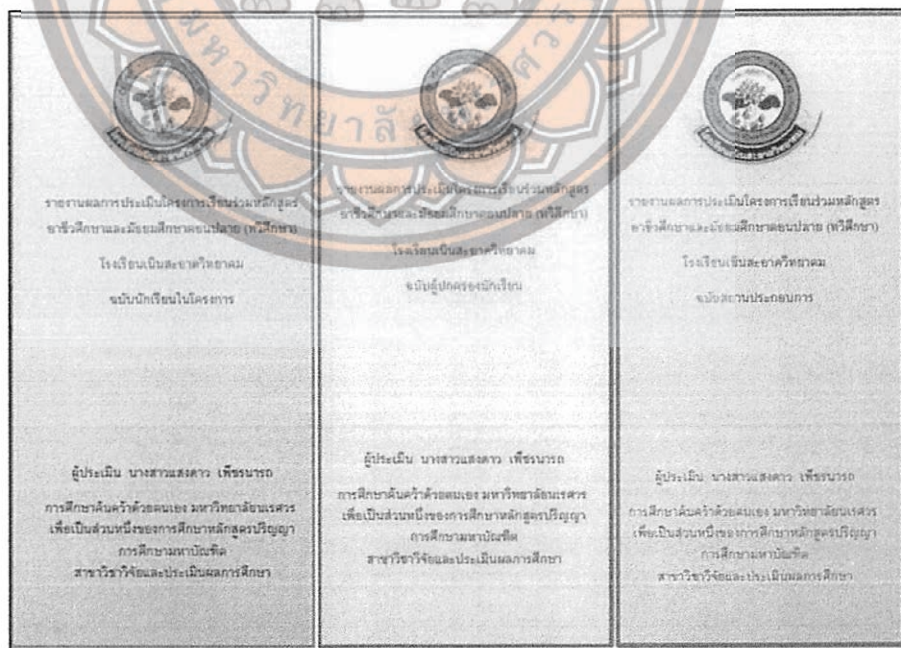 มหาวิทยาลัย
รายงานผลการประเมินโครงการเรียนร่วมหลักสูตร
อาชีวศึกษาและมัธยมศึกษาตอนปลาย (ทวิศึกษา)
โรงเรียนเนินสะอาดวิทยาคม
ฉบับนักเรียนในโครงการ
ผู้ประเมิน นางสาวแสงดาว เพ็ชรนารถ
การศึกษาค้นคว้าด้วยตนเอง มหาวิทยาลัยนเรศวร
เพื่อเป็นส่วนหนึ่งของการศึกษาหลักสูตรปริญญา
การศึกษามหาบัณฑิต
สาขาวิชาวิจัยและประเมินผลการศึกษา
รายงานผลการประเมินโครงการเรียนร่วมหลักสูตร
อาชีวศึกษาและมัธยมศึกษาตอนปลาย (ทวิศึกษา)
โรงเรียนเนินสะอาดวิทยาคม
ฉบับผู้ปกครองนักเรียน
ผู้ประเมิน นางสาวแสงดาว เพ็ชรนารถ
การศึกษาค้นคว้าด้วยตนเอง มหาวิทยาลัยนเรศวร
เพื่อเป็นส่วนหนึ่งของการศึกษาหลักสูตรปริญญา
การศึกษามหาบัณฑิต
สาขาวิชาวิจัยและประเมินผลการศึกษา
รายงานผลการประเมินโครงการเรียนร่วมหลักสูตร
อาชีวศึกษาและมัธยมศึกษาตอนปลาย (ทวิศึกษา)
โรงเรียนเนินสะอาดวิทยาคม
ฉบับสถานประกอบการ
ผู้ประเมิน นางสาวแสงดาว เพ็ชรนารถ
การศึกษาค้นคว้าด้วยตนเอง มหาวิทยาลัยนเรศวร
เพื่อเป็นส่วนหนึ่งของการศึกษาหลักสูตรปริญญา
การศึกษามหาบัณฑิต
สาขาวิชาวิจัยและประเมินผลการศึกษา